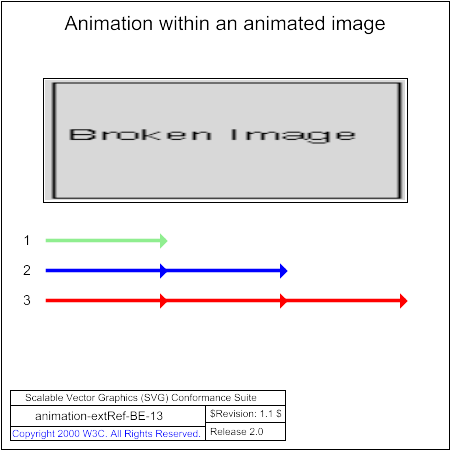 Animation within an animated image
Broken Image
1
2
3
Scalable Vector Graphics (SVG) Conformance Suite
animation-extRef-BE-13
$Revision: 1.1 $
Copyright 2000 W3C. All Rights Reserved.
Release 2.0